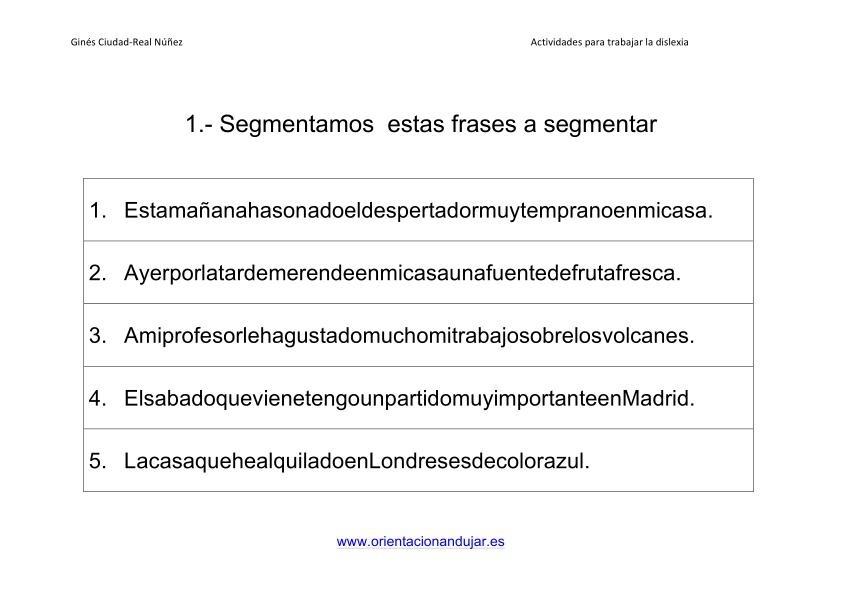 Ginés Ciudad-Real Núñez Actividades para trabajar la dislexia
1.- Segmentamos estas frases a segmentar
1. Estamañanahasonadoeldespertadormuytempranoenmicasa.
2. Ayerporlatardemerendeenmicasaunafuentedefrutafresca.
3. Amiprofesorlehagustadomuchomitrabajosobrelosvolcanes.
4. ElsabadoquevienetengounpartidomuyimportanteenMadrid.
5. LacasaquehealquiladoenLondresesdecolorazul.
www.orientacionandujar.es